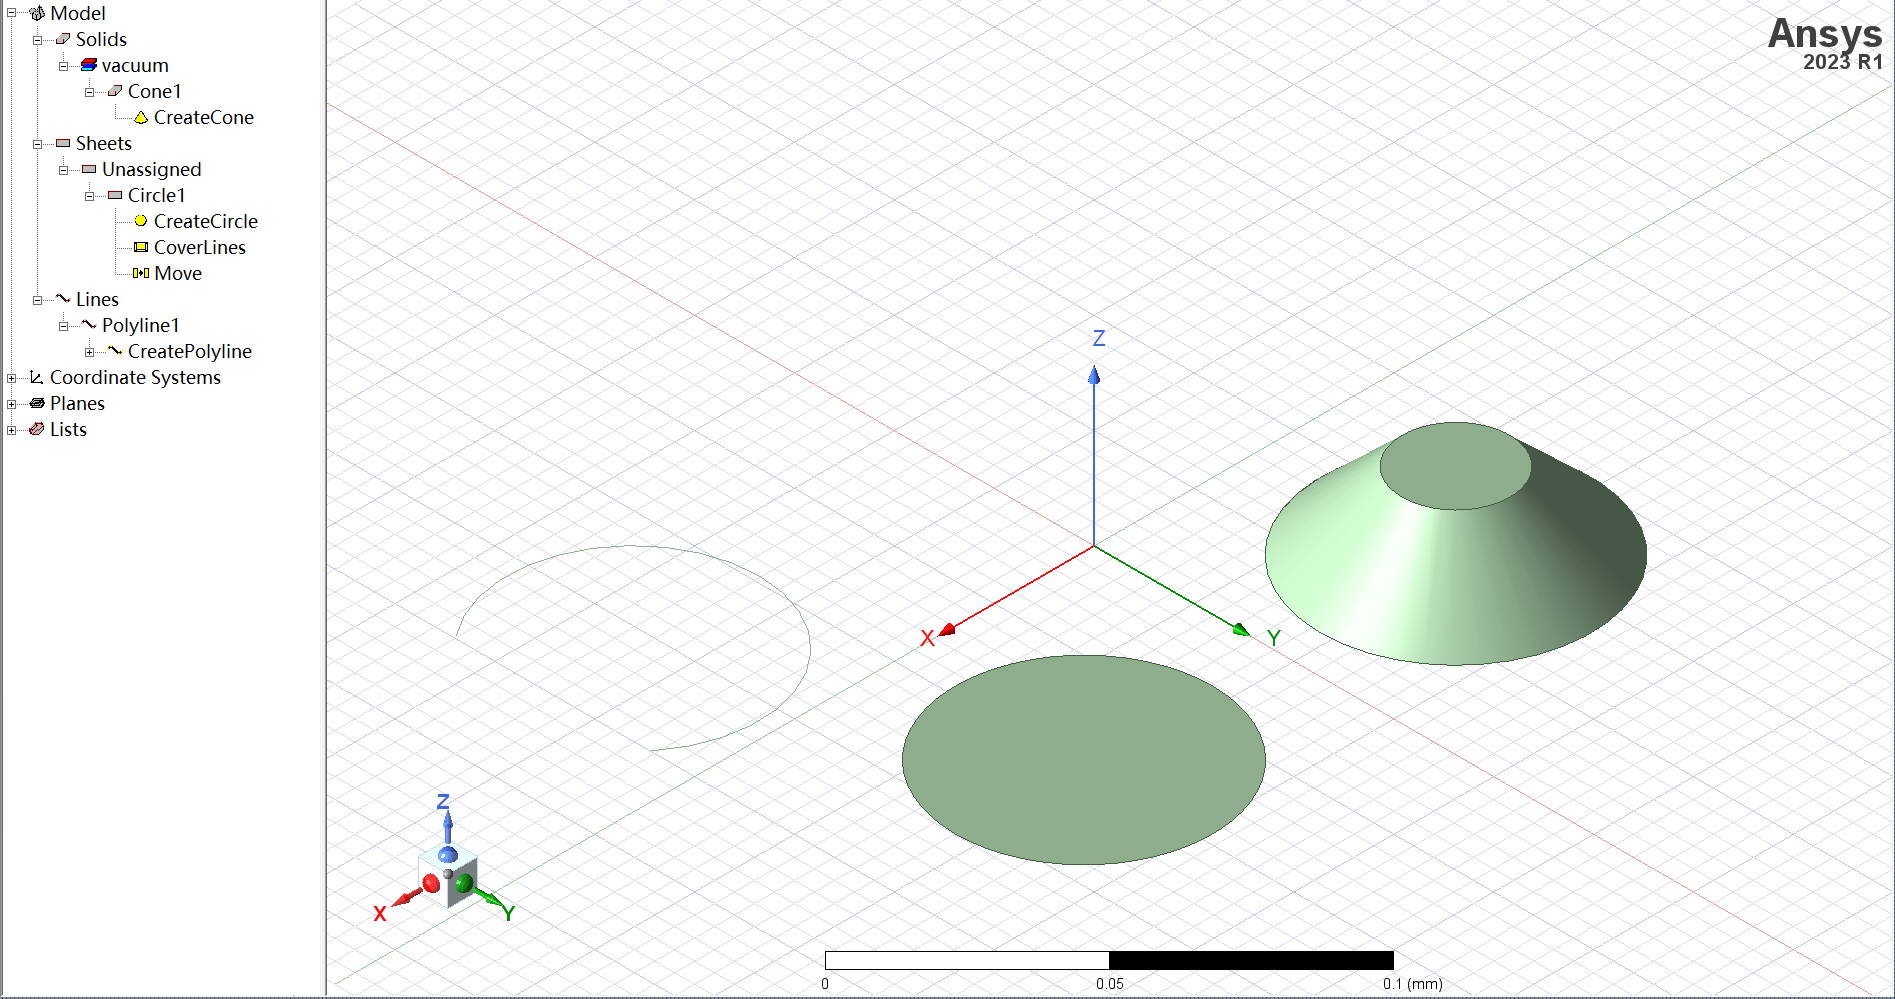 Model
Solids
vacuum
Cone1
CreateCone
Sheets
Unassigned
Circle1
CreateCircle
CoverLines
Move
Lines
Polyline1
CreatePolyline
Coordinate Systems
Planes
Lists
Ansys
2023 R1
Z
X
Y
Z
X
Y
0
0.05
0.1 (mm)